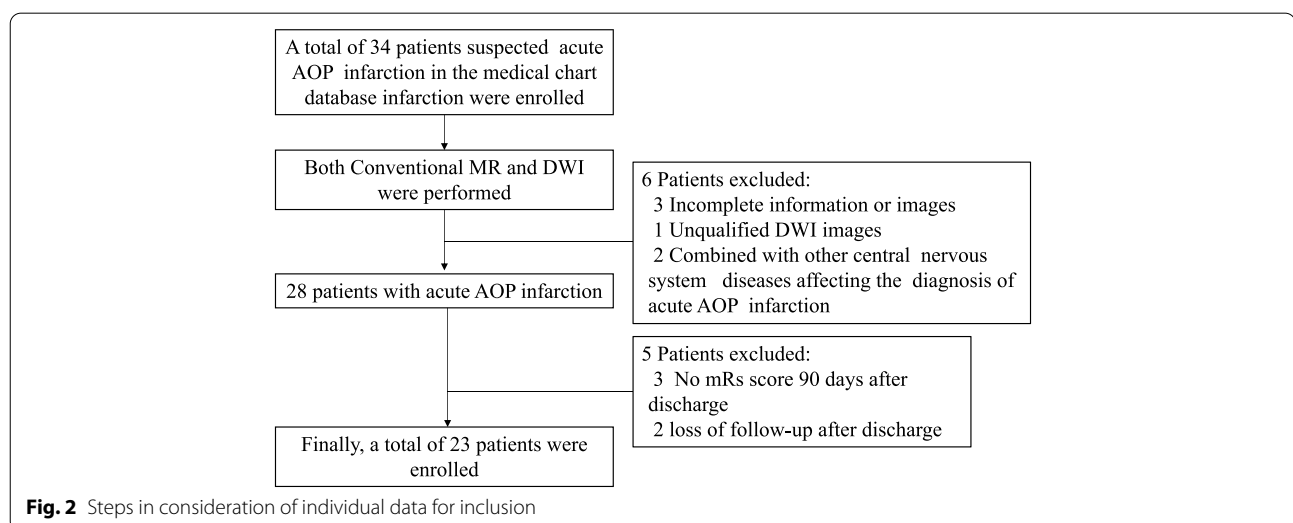 A total of 34 patients suspected acute
AOP infarction in the medical chart
database infarction were enrolled
Both Conventional MR and DWI
were performed
6 Patients excluded:
3 Incomplete information or images
1 Unqualified DWI images
2 Combined with other central nervous
system diseases affecting the diagnosis of
acute AOP infarction
28 patients with acute AOP infarction
5 Patients excluded:
3 No mRs score 90 days after
discharge
2 loss of follow-up after discharge
Finally, a total of 23 patients were
enrolled
Fig. 2 Steps in consideration of individual data for inclusion